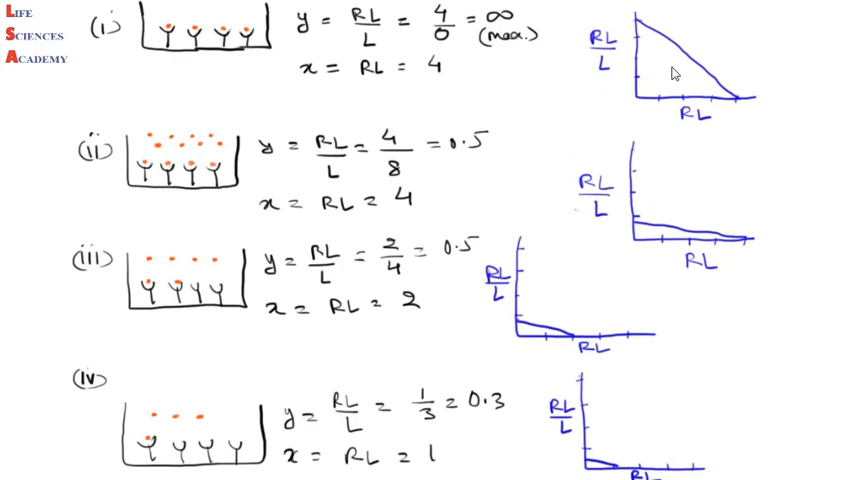 LIFE
SCIENCES
ACADEMY
(i)
y = RL/L = 4/0 = ∞
(max.)
x = RL = 4
RL/L
RL
(ii)
y = RL/L = 4/8 = 0.5
x = RL = 4
RL/L
RL
(iii)
y = RL/L = 2/4 = 0.5
x = RL = 2
RL/L
RL
(iv)
y = RL/L = 1/3 = 0.3
x = RL = 1
RL/L
RL